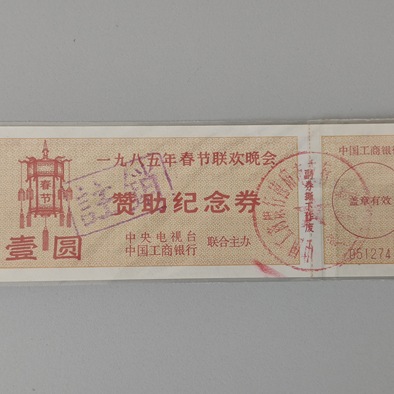 一九八五年春节联欢晚会
註销
春节
赞助纪念券
壹圆
中央电视台
中国工商银行
联合主办
副券撕下作废
中国工商银行
盖章有效
051274